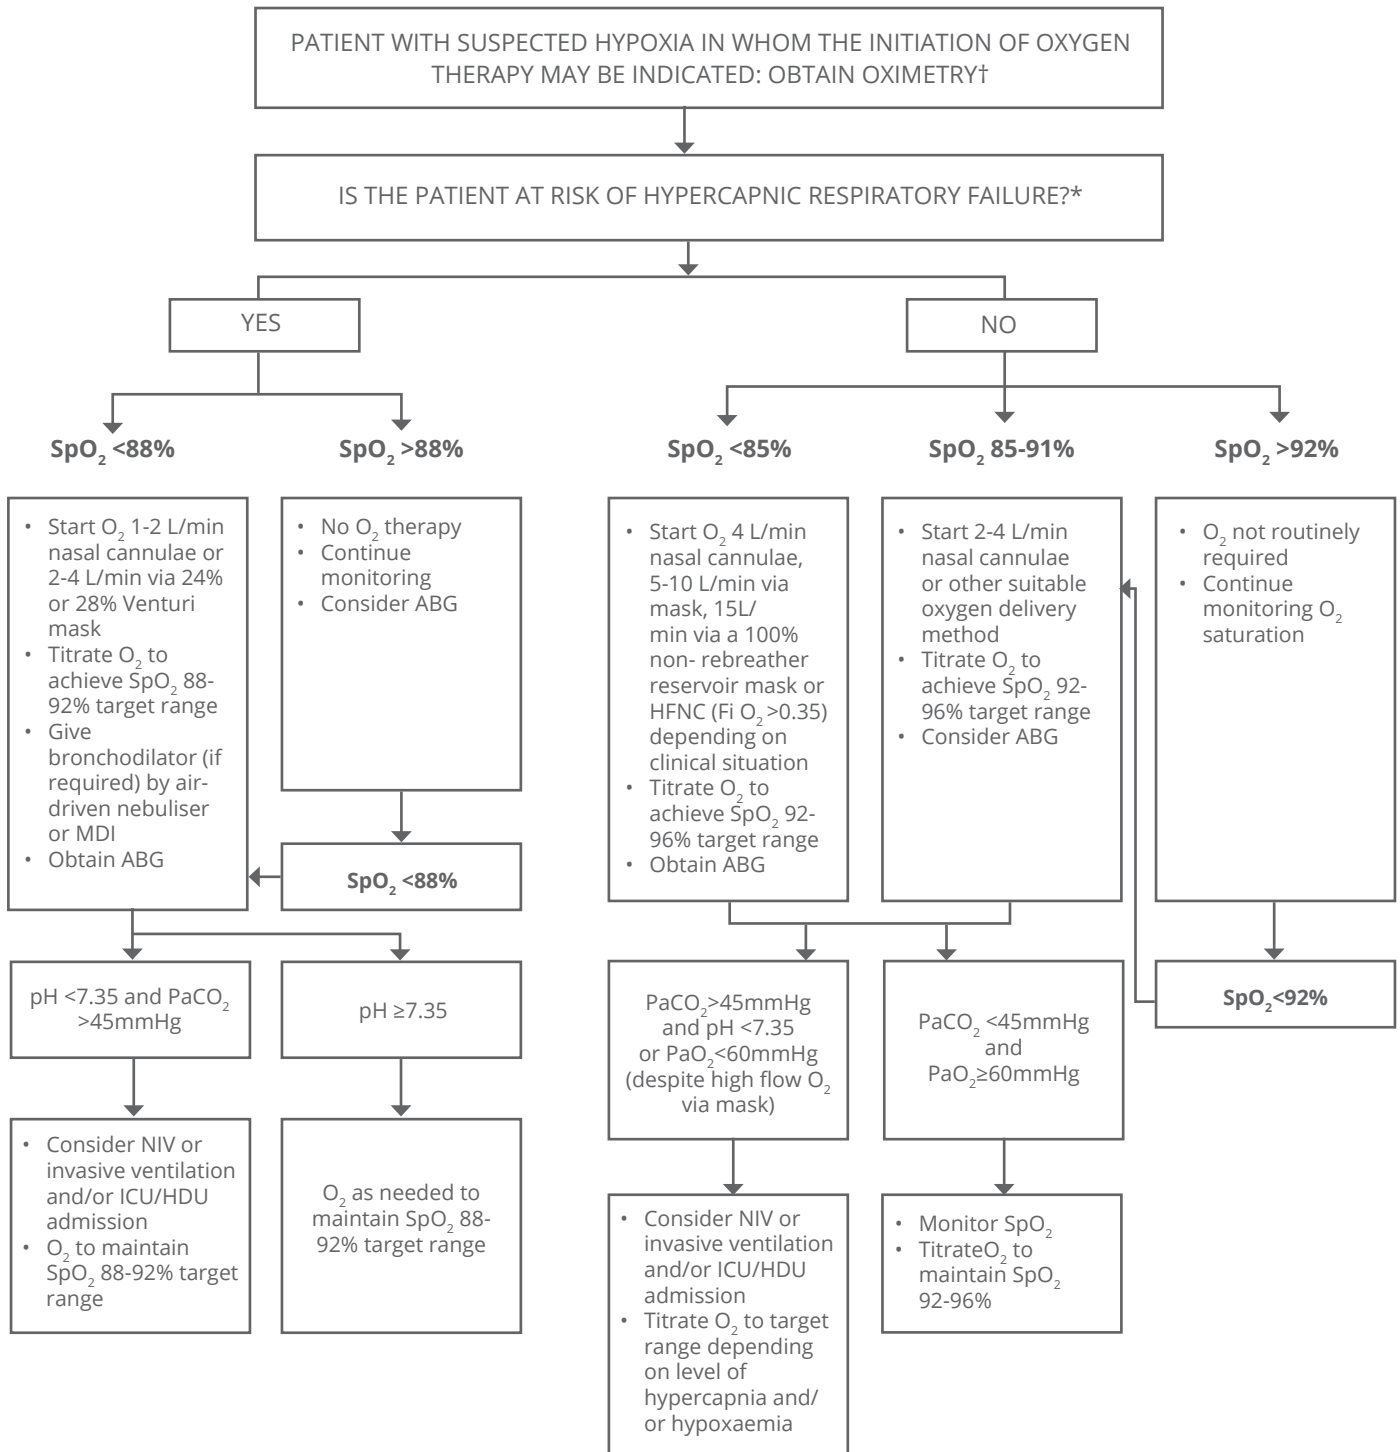 PATIENT WITH SUSPECTED HYPOXIA IN WHOM THE INITIATION OF OXYGEN
THERAPY MAY BE INDICATED: OBTAIN OXIMETRY†
IS THE PATIENT AT RISK OF HYPERCAPNIC RESPIRATORY FAILURE?*
YES
NO
SpO₂ <88%
SpO₂ >88%
SpO₂ <85%
SpO₂ 85-91%
SpO₂ >92%
• Start O₂ 1-2 L/min
nasal cannulae or
2-4 L/min via 24%
or 28% Venturi
mask
• Titrate O₂ to
achieve SpO₂ 88-
92% target range
• Give
bronchodilator (if
required) by air-
driven nebuliser
or MDI
• Obtain ABG
• No O₂ therapy
• Continue
monitoring
• Consider ABG
SpO₂ <88%
• Start O₂ 4 L/min
nasal cannulae,
5-10 L/min via
mask, 15L/
min via a 100%
non- rebreather
reservoir mask or
HFNC (Fi O₂ >0.35)
depending on
clinical situation
• Titrate O₂ to
achieve SpO₂ 92-
96% target range
• Obtain ABG
• Start 2-4 L/min
nasal cannulae
or other suitable
oxygen delivery
method
• Titrate O₂ to
achieve SpO₂ 92-
96% target range
• Consider ABG
• O₂ not routinely
required
• Continue
monitoring O₂
saturation
SpO₂<92%
pH <7.35 and PaCO₂
>45mmHg
pH ≥7.35
PaCO₂>45mmHg
and pH <7.35
or PaO₂<60mmHg
(despite high flow O₂
via mask)
PaCO₂ <45mmHg
and
PaO₂≥60mmHg
• Consider NIV or
invasive ventilation
and/or ICU/HDU
admission
• O₂ to maintain
SpO₂ 88-92% target
range
O₂ as needed to
maintain SpO₂ 88-
92% target range
• Consider NIV or
invasive ventilation
and/or ICU/HDU
admission
• Titrate O₂ to target
range depending
on level of
hypercapnia and/
or hypoxaemia
• Monitor SpO₂
• TitrateO₂ to
maintain SpO₂
92-96%